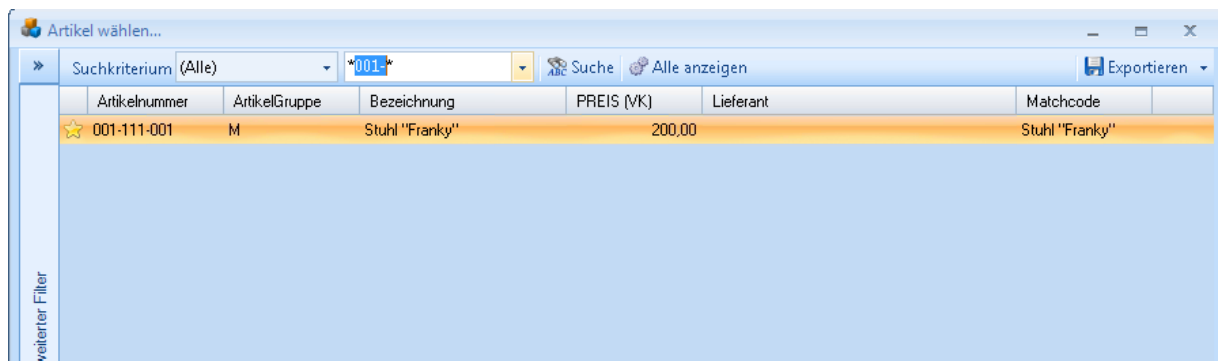 Artikel wählen...
» Suchkriterium (Alle) *001-* Suche Alle anzeigen Exportieren
Artikelnummer ArtikelGruppe Bezeichnung PREIS (VK) Lieferant Matchcode
001-111-001 M Stuhl "Franky" 200,00 Stuhl "Franky"
Filter